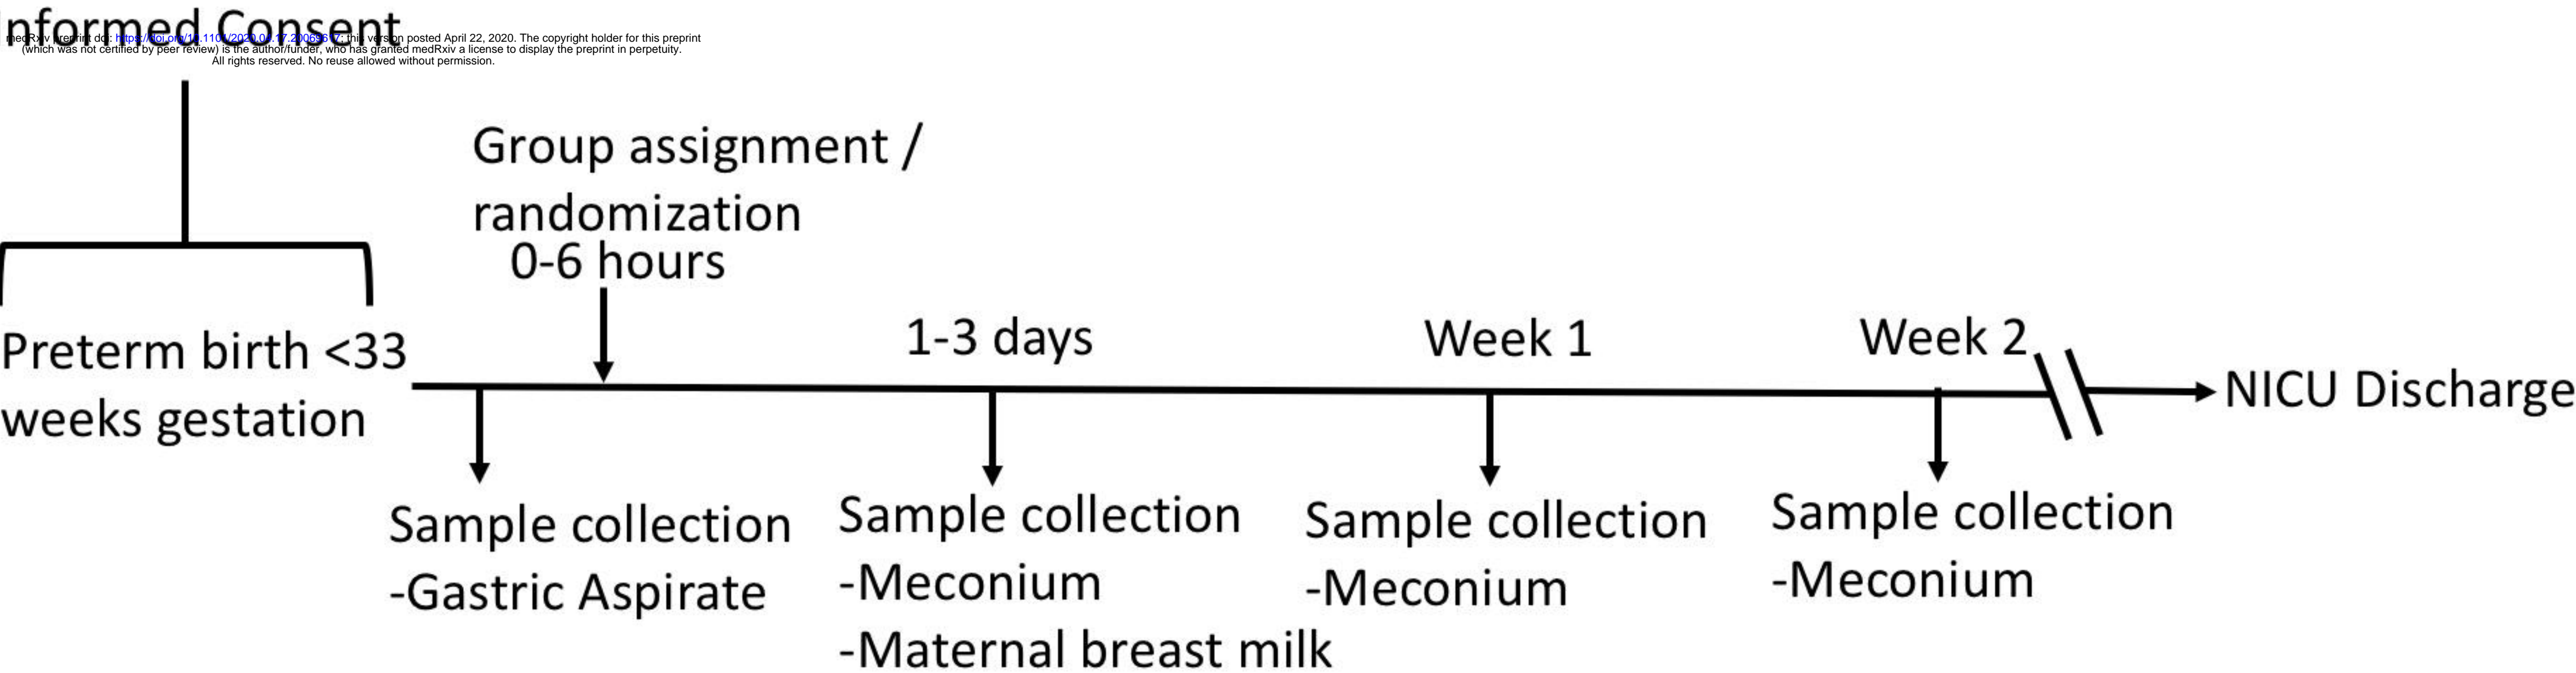 Informed Consent
medRxiv preprint doi: https://doi.org/10.1101/2020.04.17.20069617; this version posted April 22, 2020. The copyright holder for this preprint
(which was not certified by peer review) is the author/funder, who has granted medRxiv a license to display the preprint in perpetuity.
All rights reserved. No reuse allowed without permission.
Group assignment /
randomization
0-6 hours
Preterm birth <33
weeks gestation
1-3 days
Week 1
Week 2
NICU Discharge
Sample collection
-Gastric Aspirate
Sample collection
-Meconium
-Maternal breast milk
Sample collection
-Meconium
Sample collection
-Meconium